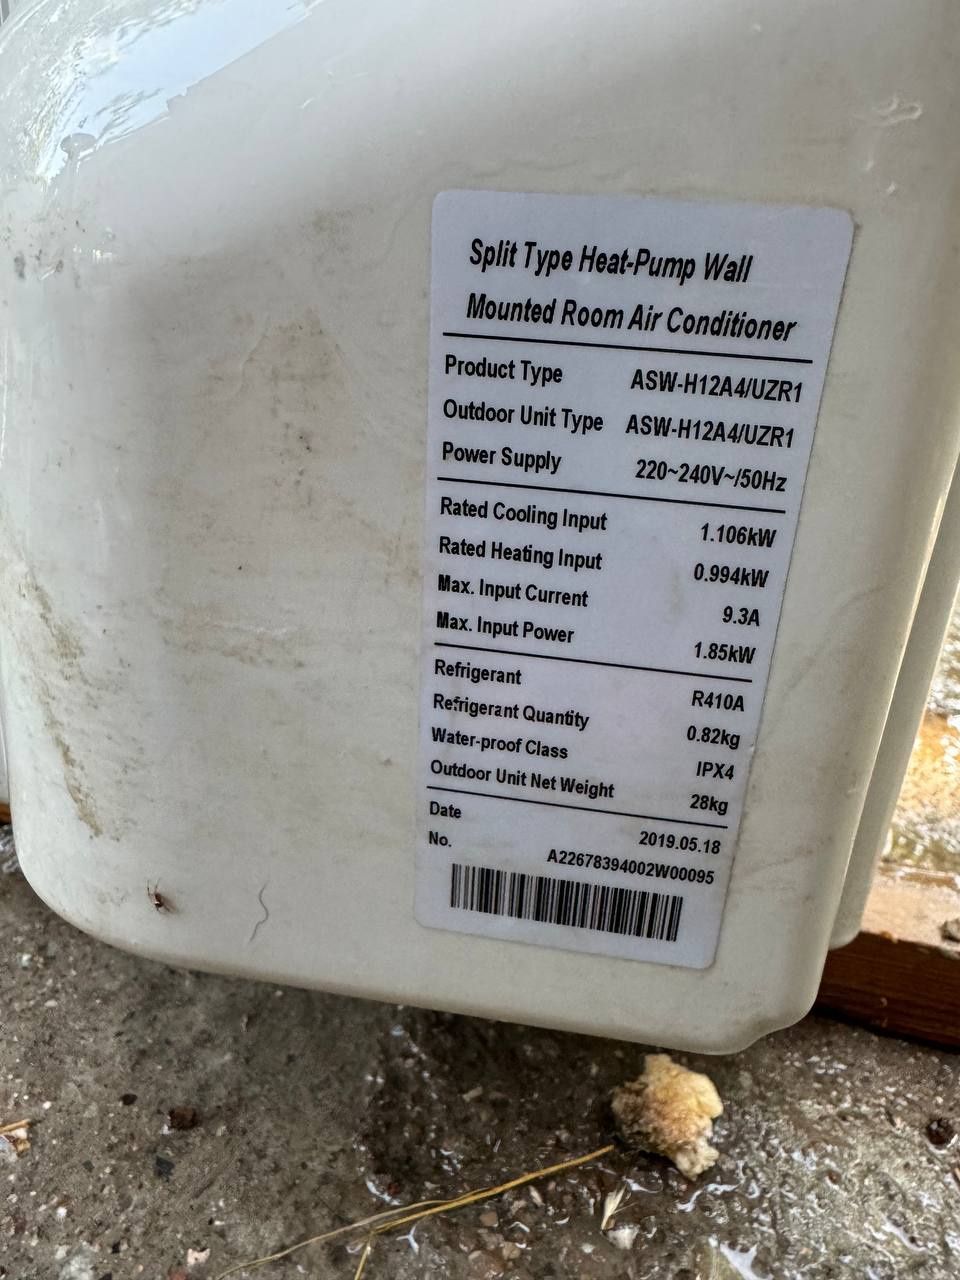 Split Type Heat-Pump Wall
Mounted Room Air Conditioner
Product Type ASW-H12A4/UZR1
Outdoor Unit Type ASW-H12A4/UZR1
Power Supply 220~240V~/50Hz
Rated Cooling Input 1.106kW
Rated Heating Input 0.994kW
Max. Input Current 9.3A
Max. Input Power 1.85kW
Refrigerant R410A
Refrigerant Quantity 0.82kg
Water-proof Class IPX4
Outdoor Unit Net Weight 28kg
Date 2019.05.18
No. A22678394002W00095